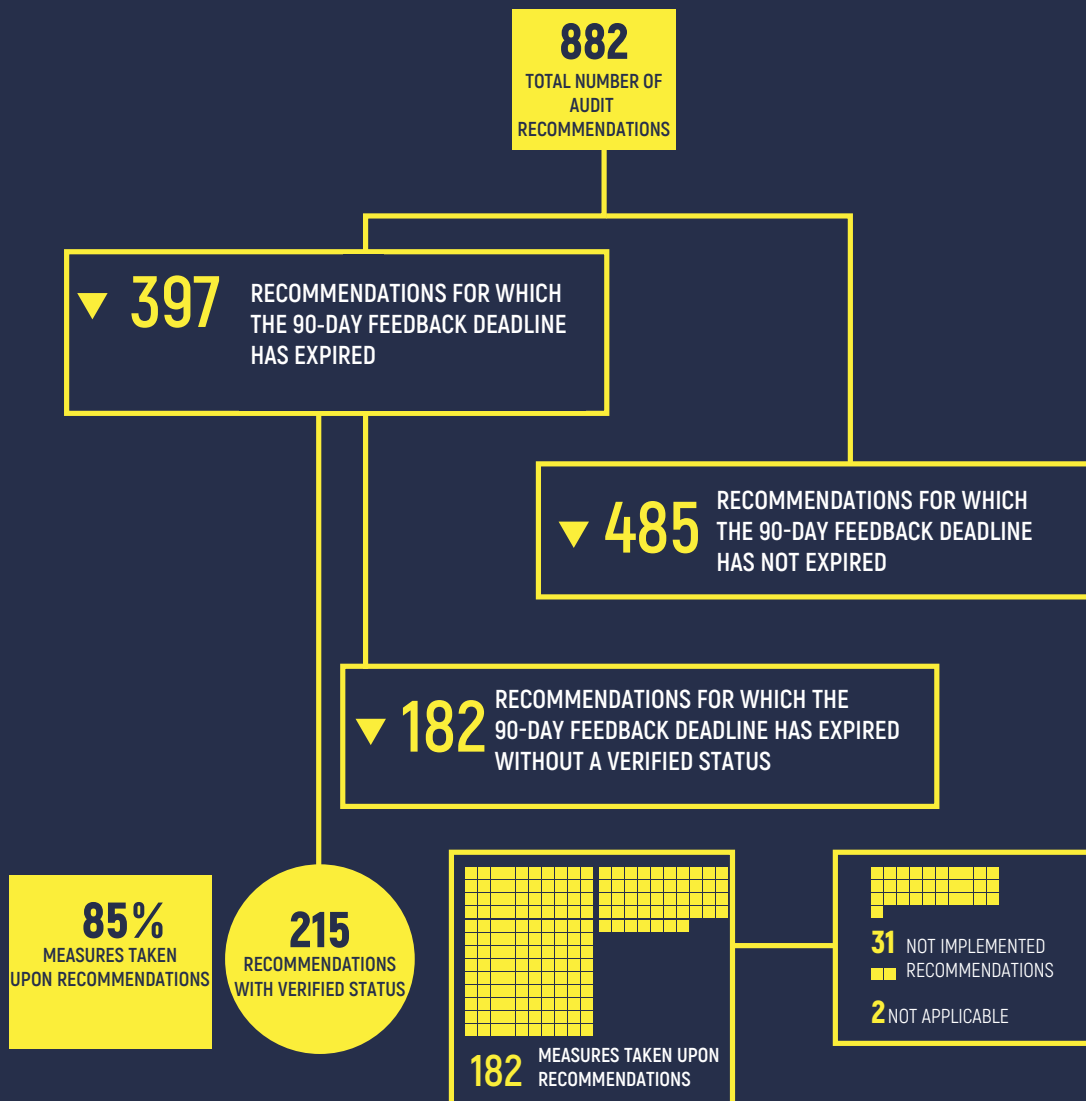 882
TOTAL NUMBER OF
AUDIT
RECOMMENDATIONS
397
RECOMMENDATIONS FOR WHICH
THE 90-DAY FEEDBACK DEADLINE
HAS EXPIRED
485
RECOMMENDATIONS FOR WHICH
THE 90-DAY FEEDBACK DEADLINE
HAS NOT EXPIRED
182
RECOMMENDATIONS FOR WHICH THE
90-DAY FEEDBACK DEADLINE HAS EXPIRED
WITHOUT A VERIFIED STATUS
85%
MEASURES TAKEN
UPON RECOMMENDATIONS
215
RECOMMENDATIONS
WITH VERIFIED STATUS
182
MEASURES TAKEN UPON
RECOMMENDATIONS
31 NOT IMPLEMENTED
RECOMMENDATIONS
2 NOT APPLICABLE